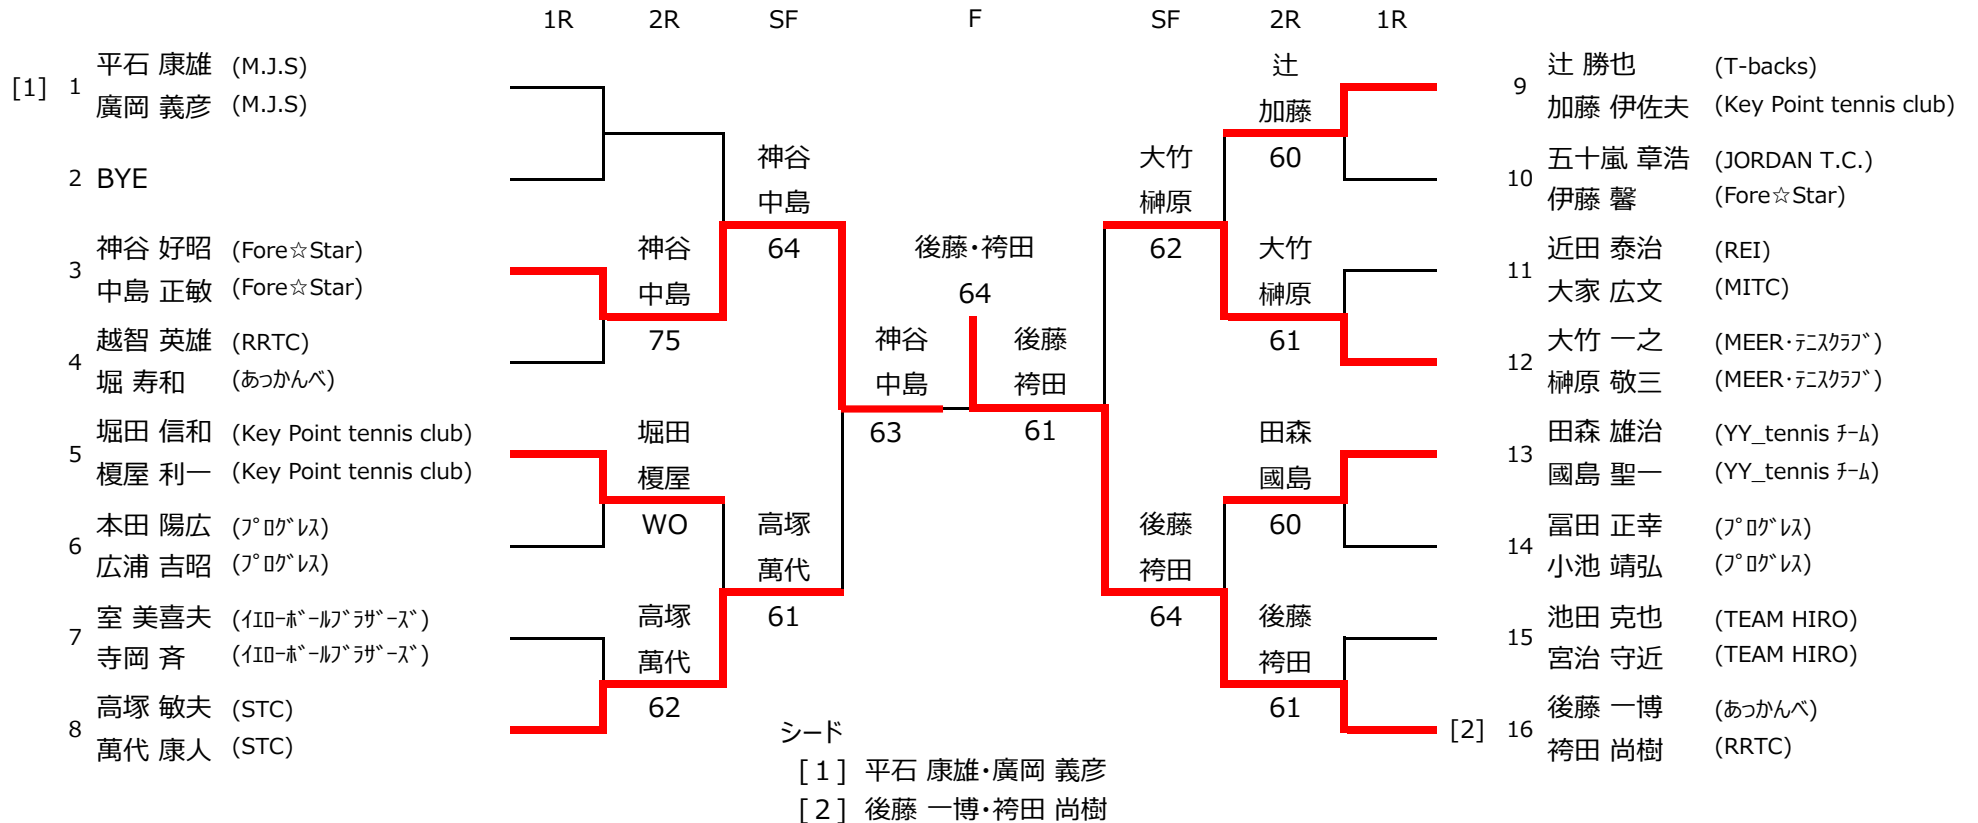 1R 2R SF F SF 2R 1R
[1] 1 平石 康雄 (M.J.S)
廣岡 義彦 (M.J.S)
2 BYE
3 神谷 好昭 (Fore☆Star)
中島 正敏 (Fore☆Star)
4 越智 英雄 (RRTC)
堀 寿和 (あっかんべ)
5 堀田 信和 (Key Point tennis club)
榎屋 利一 (Key Point tennis club)
6 本田 陽広 (ﾌﾟﾛｸﾞﾚｽ)
広浦 吉昭 (ﾌﾟﾛｸﾞﾚｽ)
7 室 美喜夫 (ｲｴﾛｰﾎﾞｰﾙﾌﾞﾗｻﾞｰｽﾞ)
寺岡 斉 (ｲｴﾛｰﾎﾞｰﾙﾌﾞﾗｻﾞｰｽﾞ)
8 高塚 敏夫 (STC)
萬代 康人 (STC)
神谷
中島
75
堀田
榎屋
WO
高塚
萬代
62
神谷
中島
64
高塚
萬代
61
神谷
中島
63
後藤・袴田
64
後藤
袴田
61
大竹
榊原
62
後藤
袴田
64
辻
加藤
60
大竹
榊原
61
田森
國島
60
後藤
袴田
61
9 辻 勝也 (T-backs)
加藤 伊佐夫 (Key Point tennis club)
10 五十嵐 章浩 (JORDAN T.C.)
伊藤 馨 (Fore☆Star)
11 近田 泰治 (REI)
大家 広文 (MITC)
12 大竹 一之 (MEER・ﾃﾆｽｸﾗﾌﾞ)
榊原 敬三 (MEER・ﾃﾆｽｸﾗﾌﾞ)
13 田森 雄治 (YY_tennis ﾁｰﾑ)
國島 聖一 (YY_tennis ﾁｰﾑ)
14 冨田 正幸 (ﾌﾟﾛｸﾞﾚｽ)
小池 靖弘 (ﾌﾟﾛｸﾞﾚｽ)
15 池田 克也 (TEAM HIRO)
宮治 守近 (TEAM HIRO)
[2] 16 後藤 一博 (あっかんべ)
袴田 尚樹 (RRTC)
シード
[1] 平石 康雄・廣岡 義彦
[2] 後藤 一博・袴田 尚樹